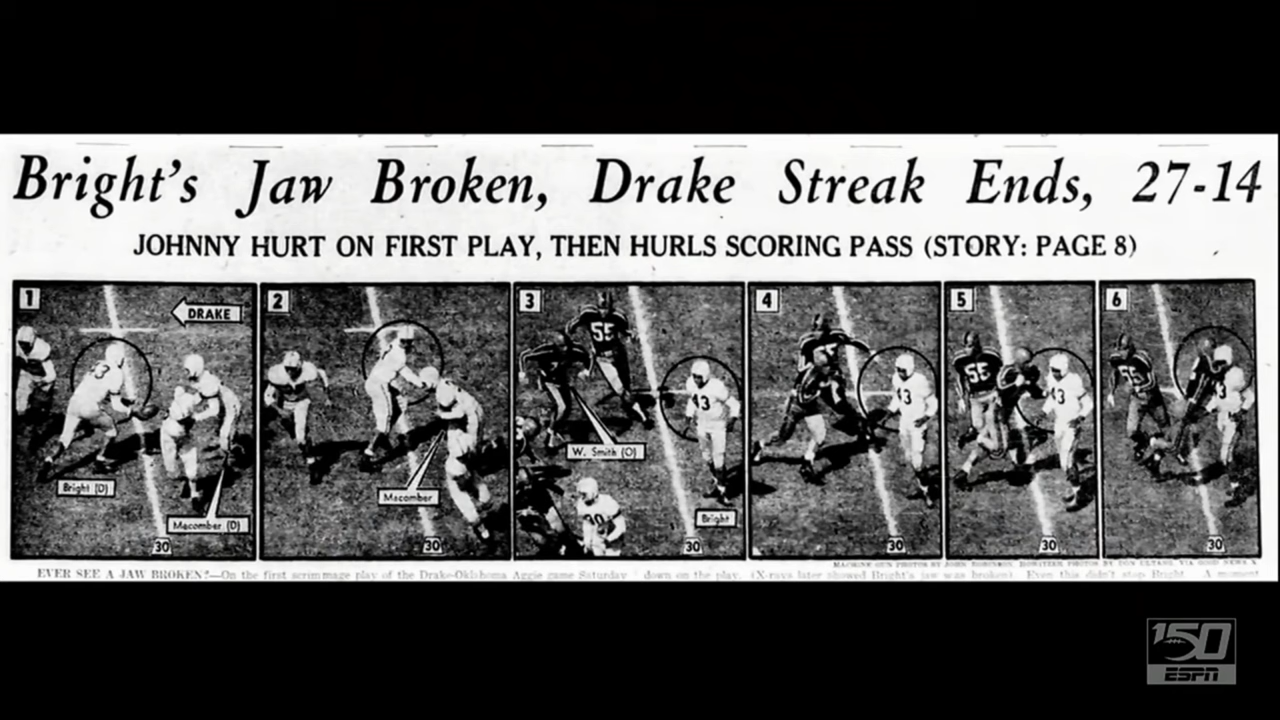 Bright's Jaw Broken, Drake Streak Ends, 27-14
JOHNNY HURT ON FIRST PLAY, THEN HURLS SCORING PASS (STORY: PAGE 8)
1
DRAKE
Bright (D)
Macomber (D)
30
2
Macomber
30
3
55
W. Smith (O)
43
Bright
30
30
4
43
5
55
43
30
6
55
30
MACHINE GUN PHOTOS BY JOHN ROBINSON,
EVER SEE A JAW BROKEN?—On the first scrimmage play of the Drake-Oklahoma Aggie game Saturday
down on the play. (X-rays later showed Bright's jaw was broken). Even this didn't stop Bright. A moment
150
ESPN